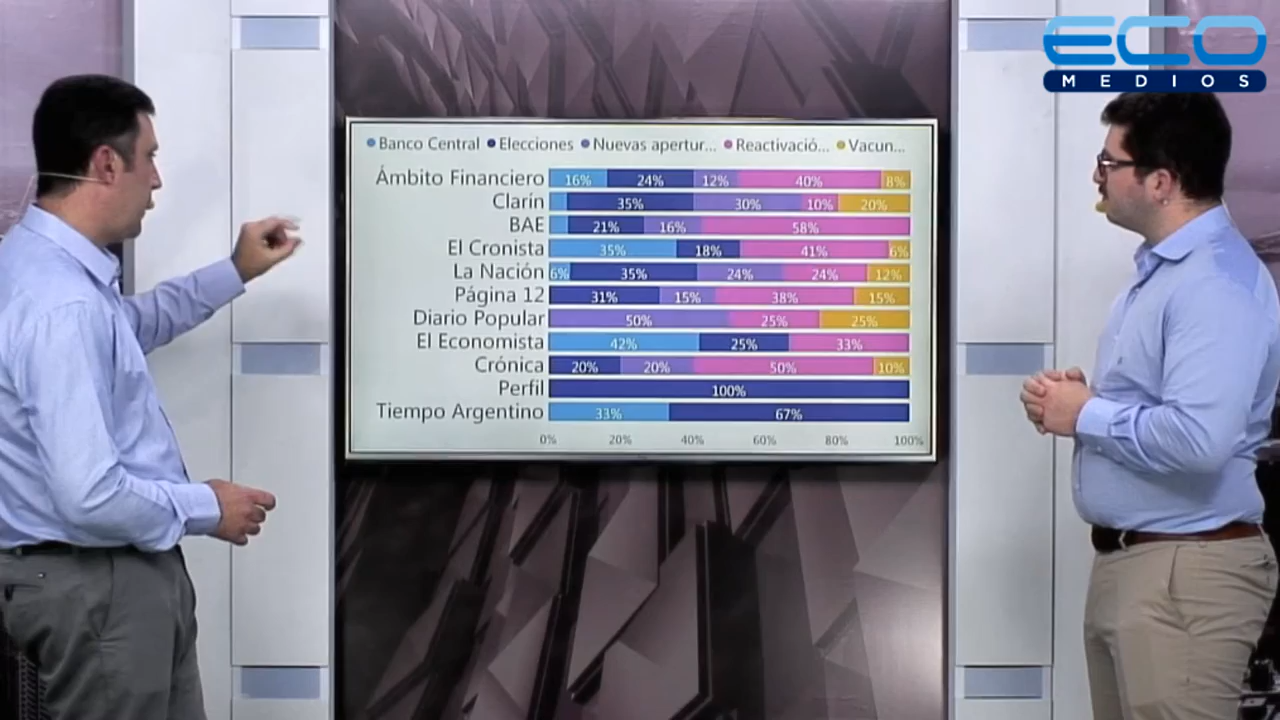 ECO
MEDIOS
Banco Central Elecciones Nuevas apertur... Reactivació... Vacun...
Ámbito Financiero 16% 24% 12% 40% 8%
Clarín 35% 30% 10% 20%
BAE 21% 16% 58%
El Cronista 35% 18% 41% 6%
La Nación 6% 35% 24% 24% 12%
Página 12 31% 15% 38% 15%
Diario Popular 50% 25% 25%
El Economista 42% 25% 33%
Crónica 20% 20% 50% 10%
Perfil 100%
Tiempo Argentino 33% 67%
0% 20% 40% 60% 80% 100%